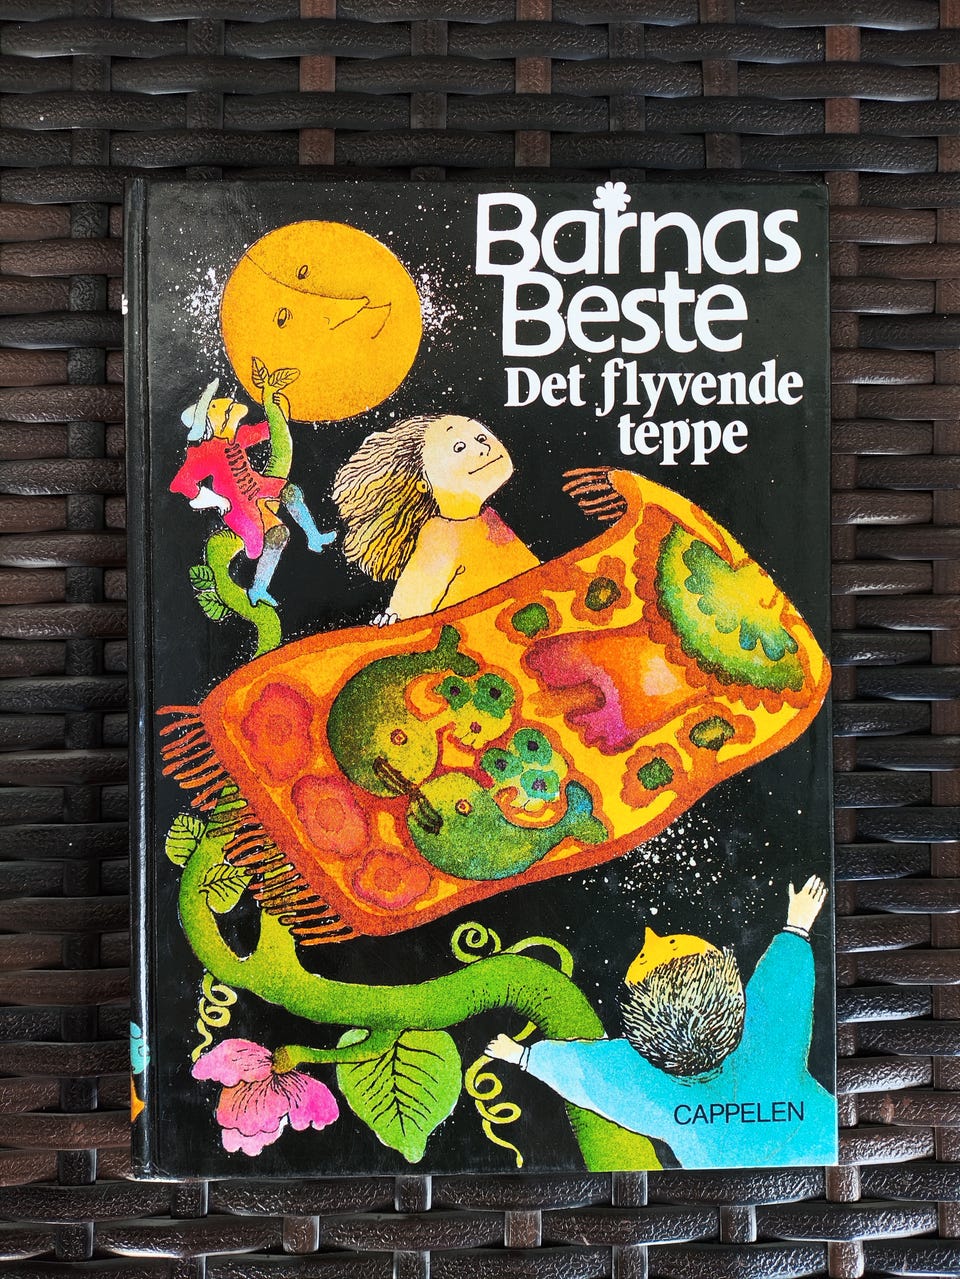 Barnas
Beste
Det flyvende
teppe
CAPPELEN